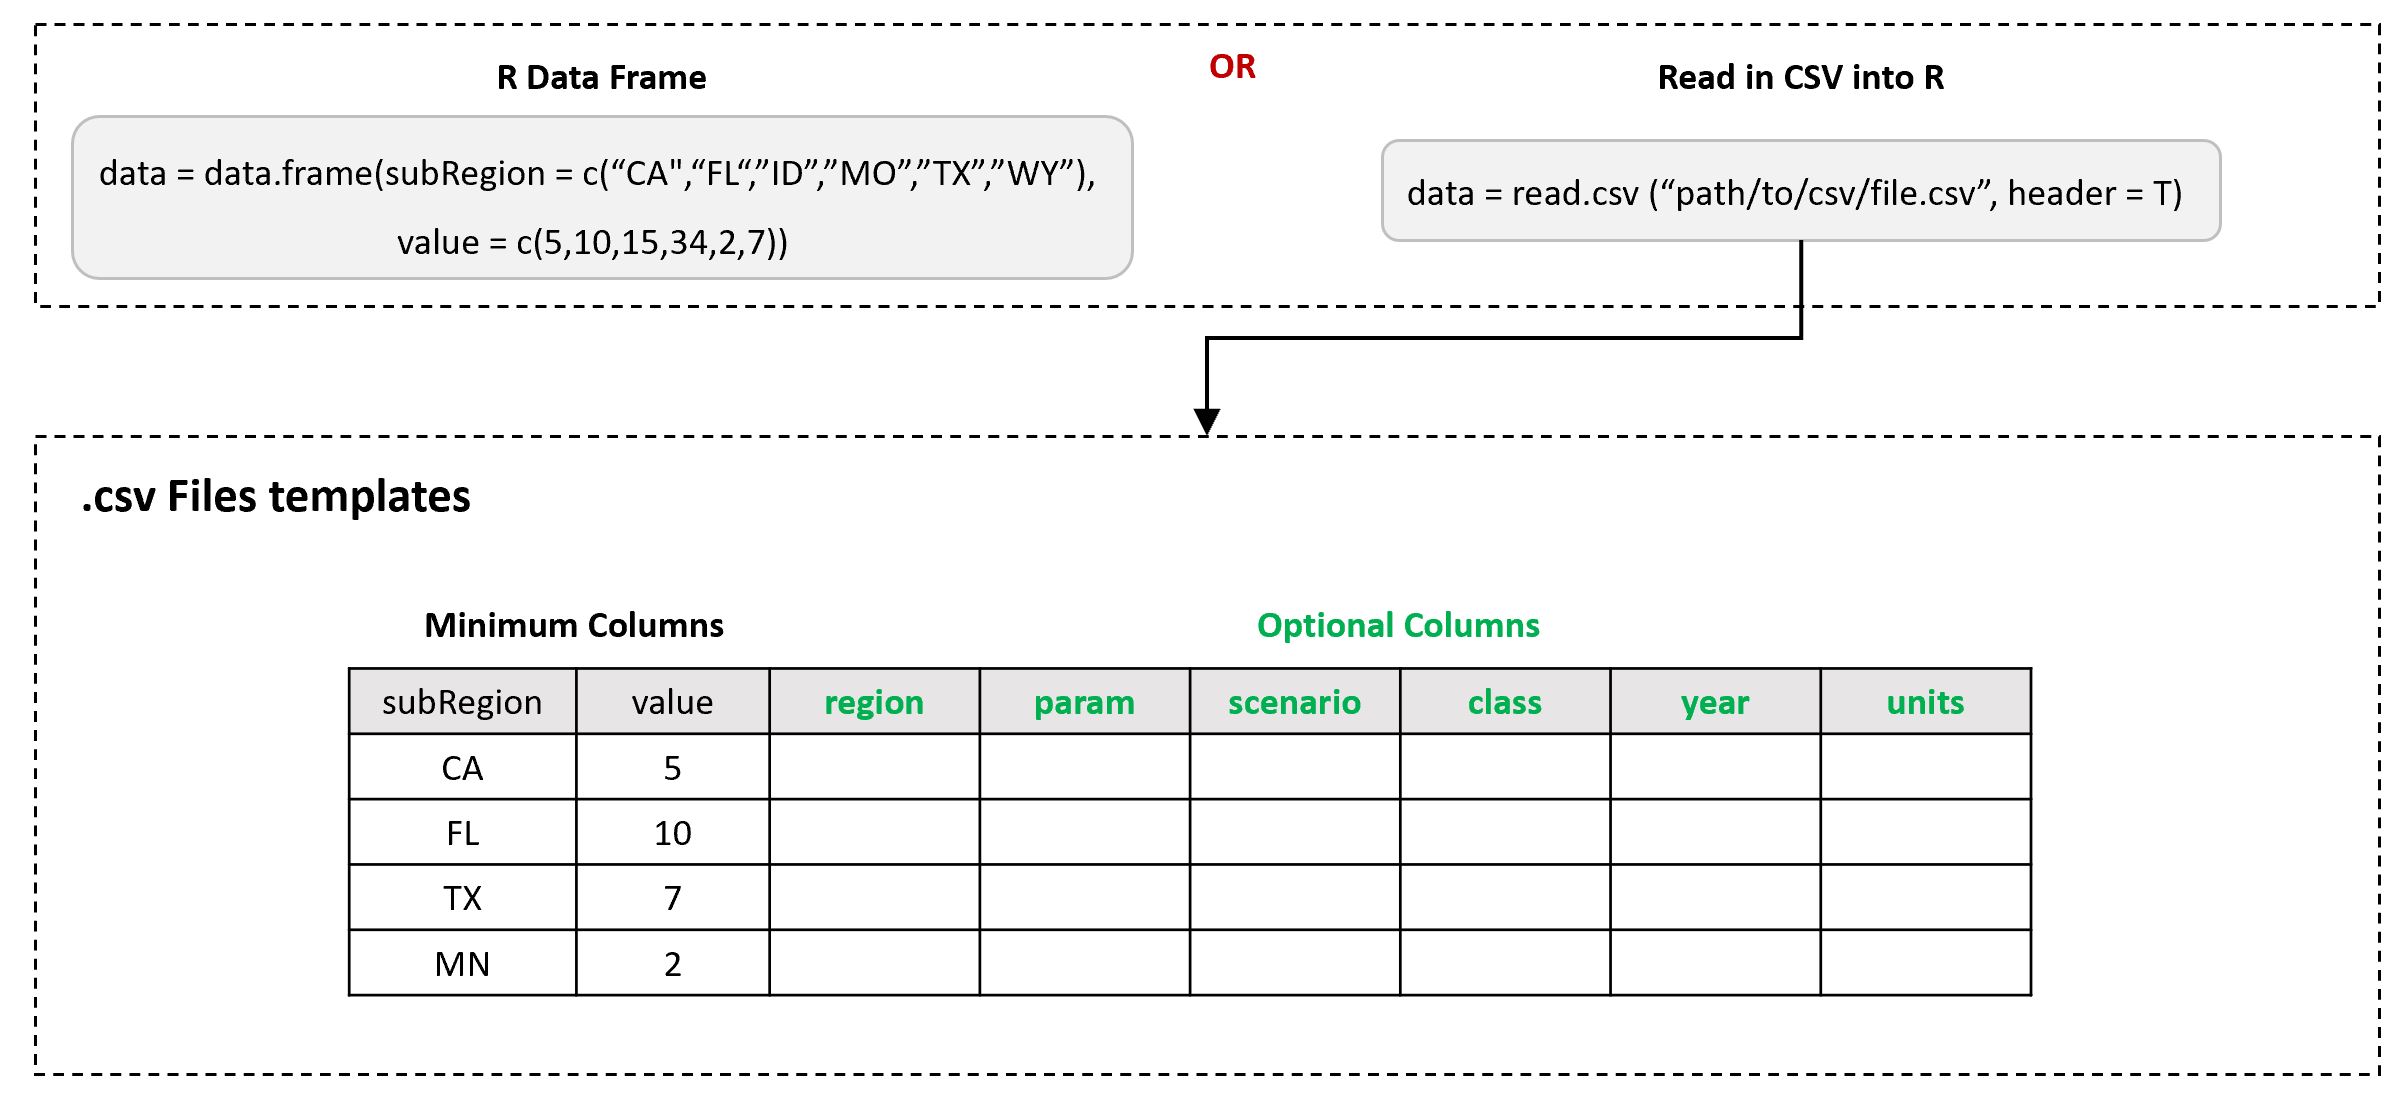 R Data Frame
OR
Read in CSV into R
data = data.frame(subRegion = c(“CA",“FL“,”ID”,”MO”,”TX”,”WY”),
value = c(5,10,15,34,2,7))
data = read.csv (“path/to/csv/file.csv”, header = T)
.csv Files templates
Minimum Columns
Optional Columns
subRegion value region param scenario class year units
CA 5
FL 10
TX 7
MN 2